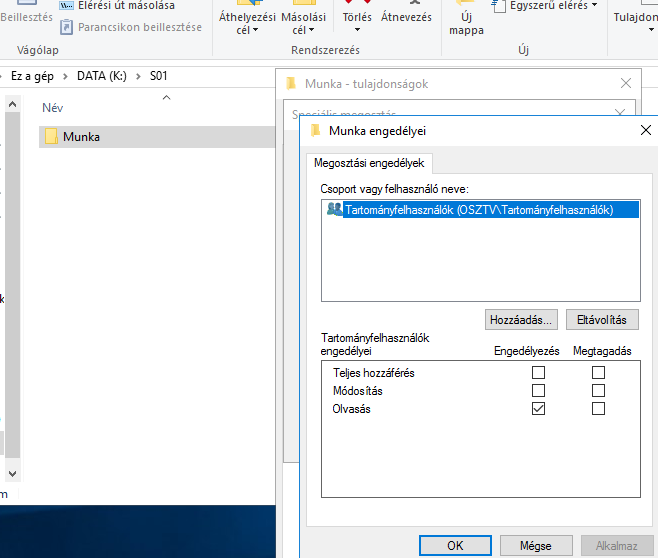 Beillesztés
Elérési út másolása
Parancsikon beillesztése
Áthelyezési cél
Másolási cél
Törlés
Átnevezés
Új mappa
Egyszerű elérés
Tulajdon
Vágólap
Rendszerezés
Új
Ez a gép > DATA (K:) > S01
Név
Munka
Munka - tulajdonságok
Speciális megosztás
Munka engedélyei
Megosztási engedélyek
Csoport vagy felhasználó neve:
Tartományfelhasználók (OSZTV\Tartományfelhasználók)
Hozzáadás... Eltávolítás
Tartományfelhasználók
engedélyei Engedélyezés Megtagadás
Teljes hozzáférés
Módosítás
Olvasás
OK Mégse Alkalmaz